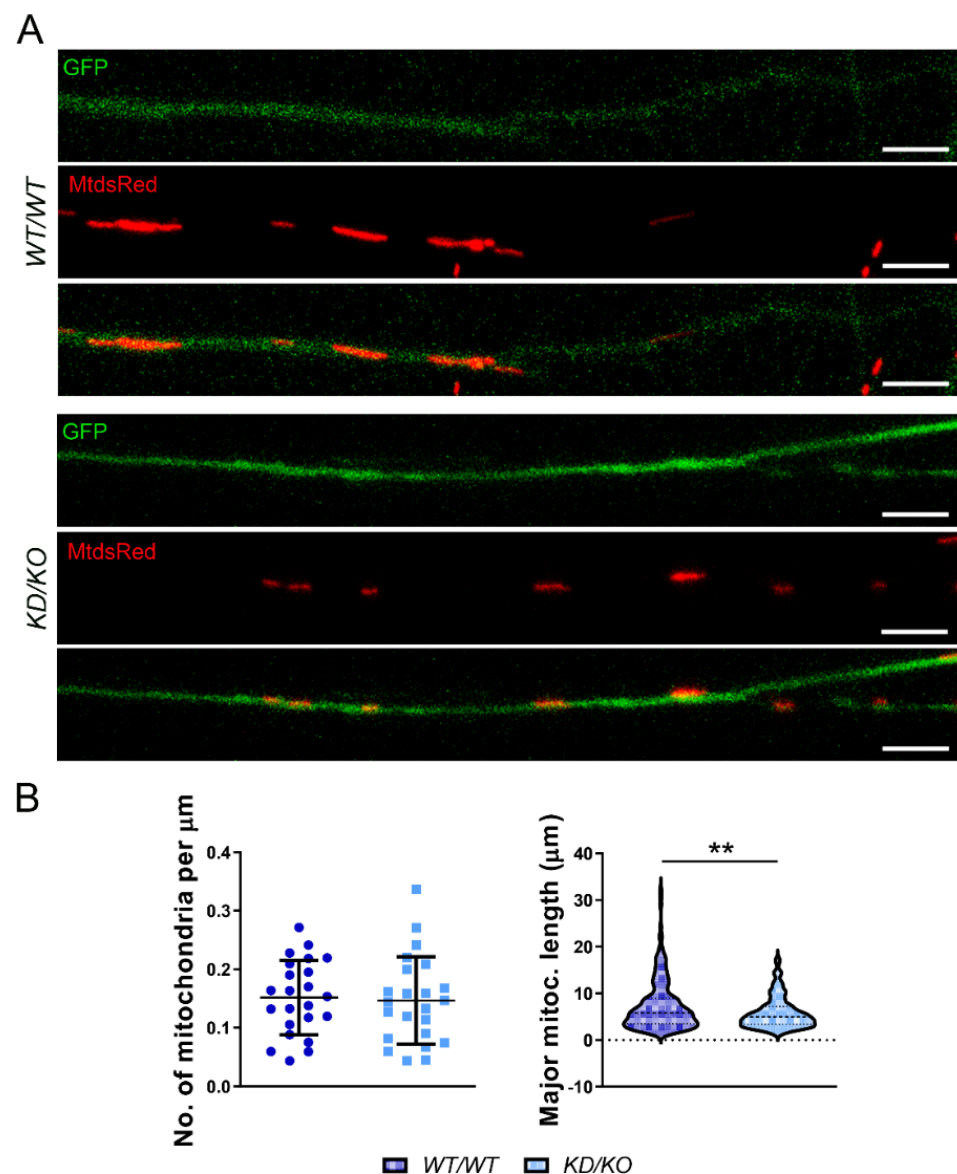 A
GFP
MtdsRed
WT/WT
GFP
MtdsRed
KD/KO
B
No. of mitochondria per μm
0.4
0.3
0.2
0.1
0.0
Major mitoc. length (μm)
40
30
20
10
0
-10
**
WT/WT KD/KO